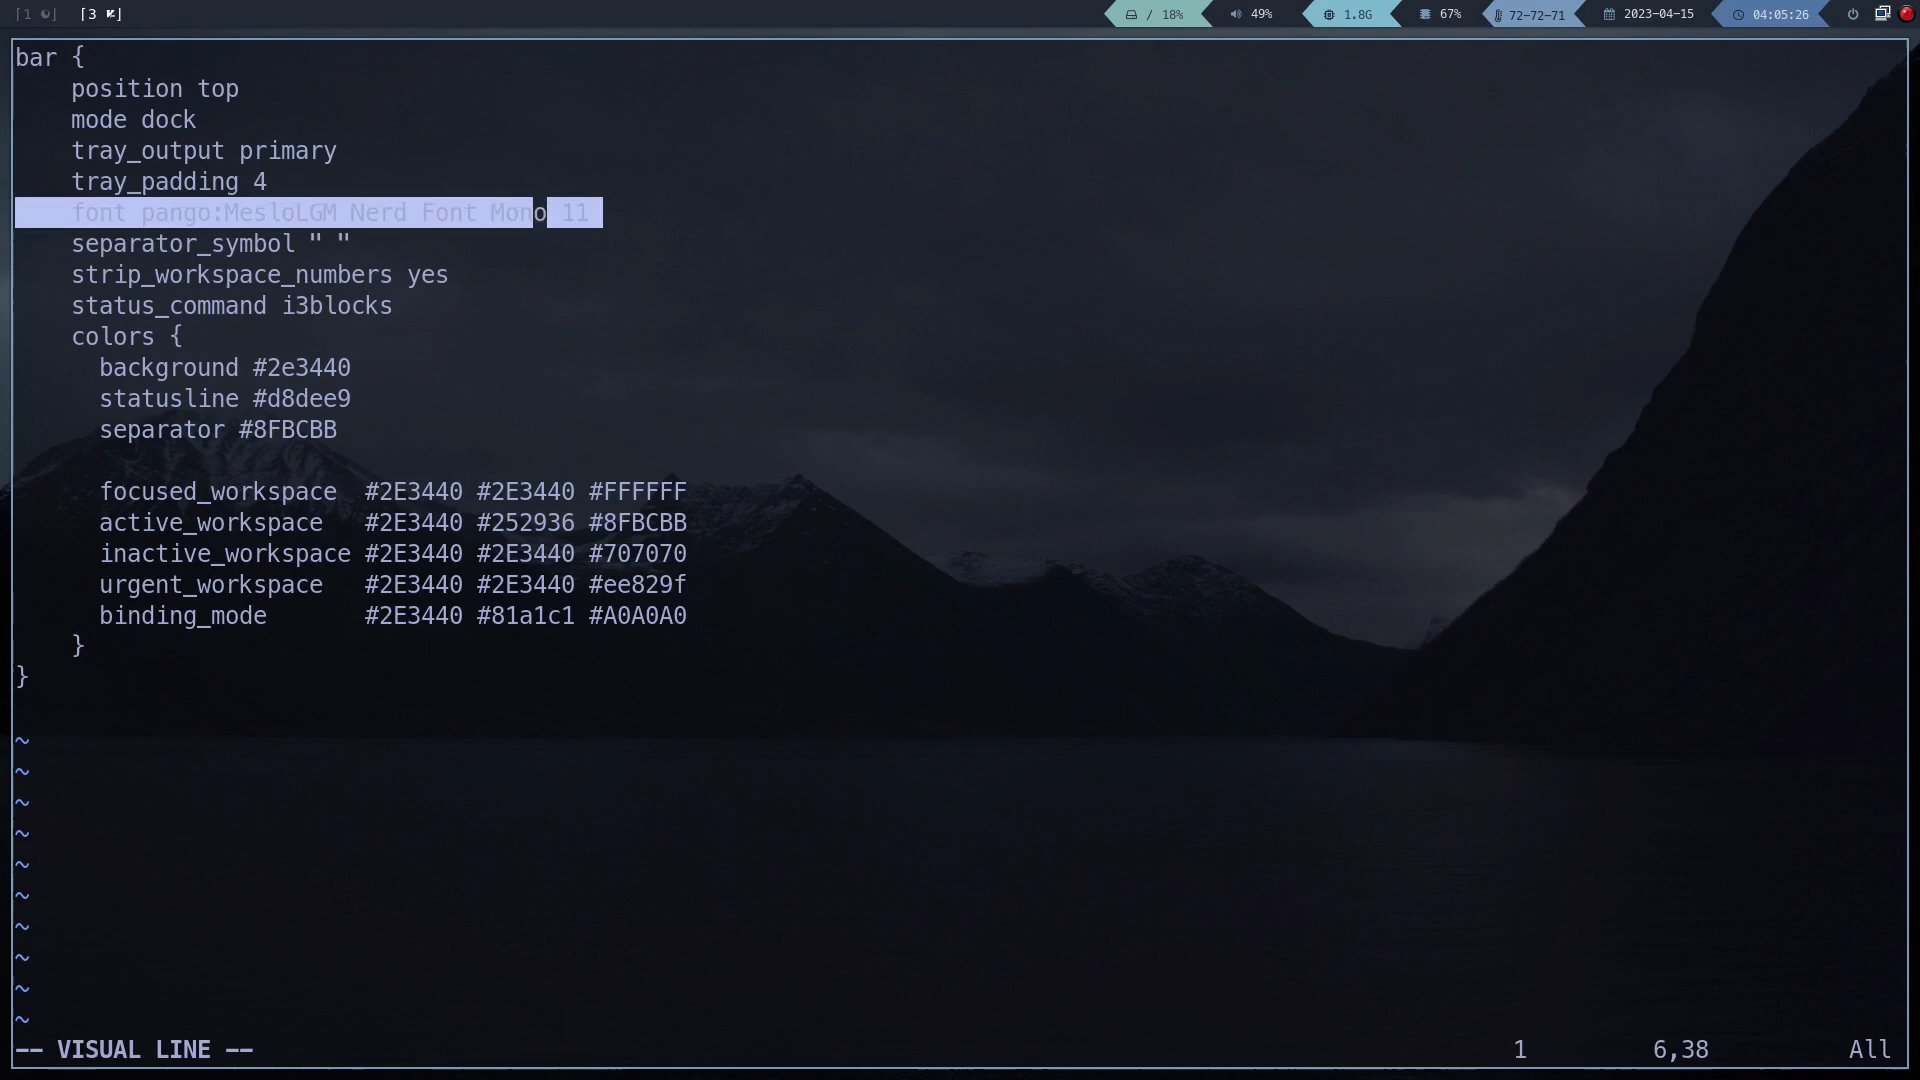 [1 ] [3 ] / 18% 49% 1.8G 67% 72-72-71 2023-04-15 04:05:26
bar {
    position top
    mode dock
    tray_output primary
    tray_padding 4
    font pango:MesloLGM Nerd Font Mono 11
    separator_symbol " "
    strip_workspace_numbers yes
    status_command i3blocks
    colors {
      background #2e3440
      statusline #d8dee9
      separator #8FBCBB
      focused_workspace  #2E3440 #2E3440 #FFFFFF
      active_workspace   #2E3440 #252936 #8FBCBB
      inactive_workspace #2E3440 #2E3440 #707070
      urgent_workspace   #2E3440 #2E3440 #ee829f
      binding_mode       #2E3440 #81a1c1 #A0A0A0
    }
}
~
~
~
~
~
~
~
~
~
~
-- VISUAL LINE -- 1 6,38 All